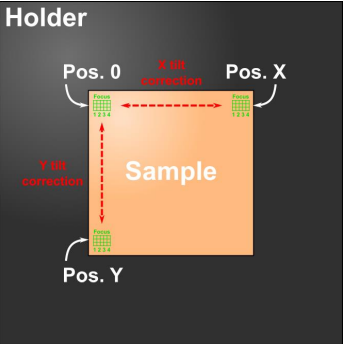 Holder
Pos. 0
X tilt
correction
Pos. X
Focus
1 2 3 4
Focus
1 2 3 4
Y tilt
correction
Sample
Focus
1 2 3 4
Pos. Y